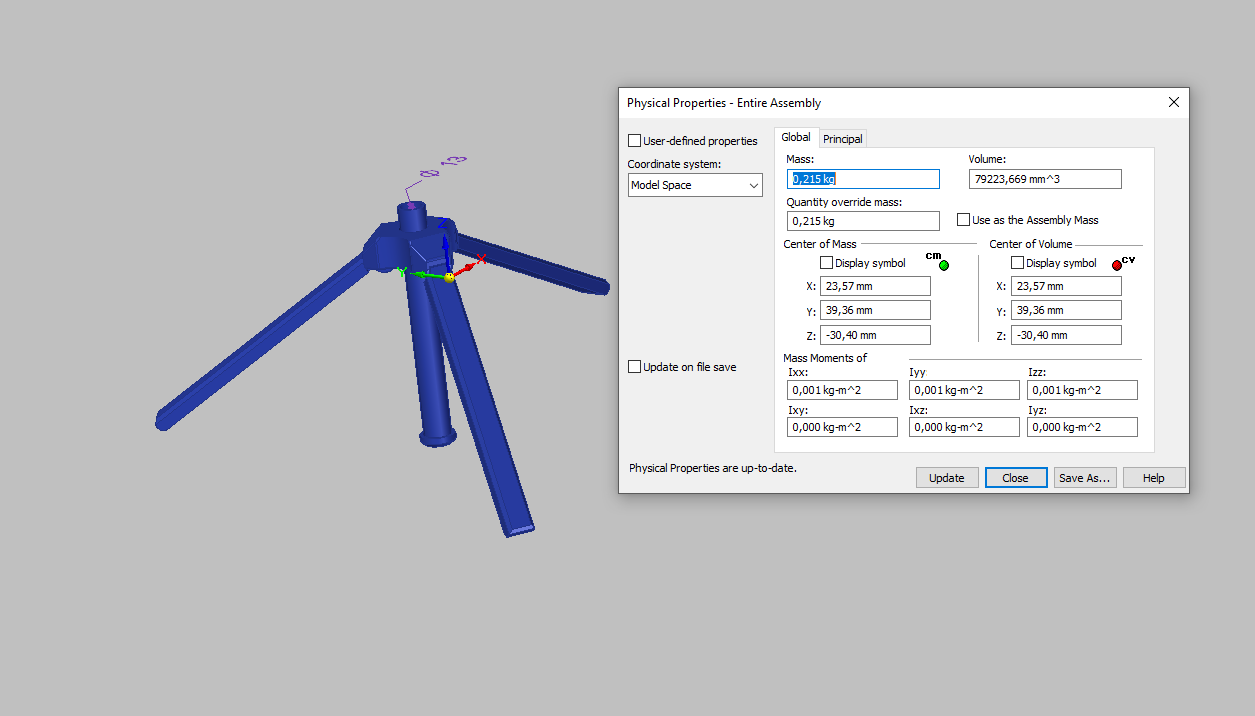 Physical Properties - Entire Assembly
User-defined properties
Coordinate system:
Model Space
Update on file save
Physical Properties are up-to-date.
Global Principal
Mass: Volume:
0,215 kg 79223,669 mm^3
Quantity override mass:
0,215 kg Use as the Assembly Mass
Center of Mass Center of Volume
Display symbol CM Display symbol CV
X: 23,57 mm X: 23,57 mm
Y: 39,36 mm Y: 39,36 mm
Z: -30,40 mm Z: -30,40 mm
Mass Moments of
Ixx: Iyy: Izz:
0,001 kg-m^2 0,001 kg-m^2 0,001 kg-m^2
Ixy: Ixz: Iyz:
0,000 kg-m^2 0,000 kg-m^2 0,000 kg-m^2
Update Close Save As... Help
Ø 13
Z
X
Y